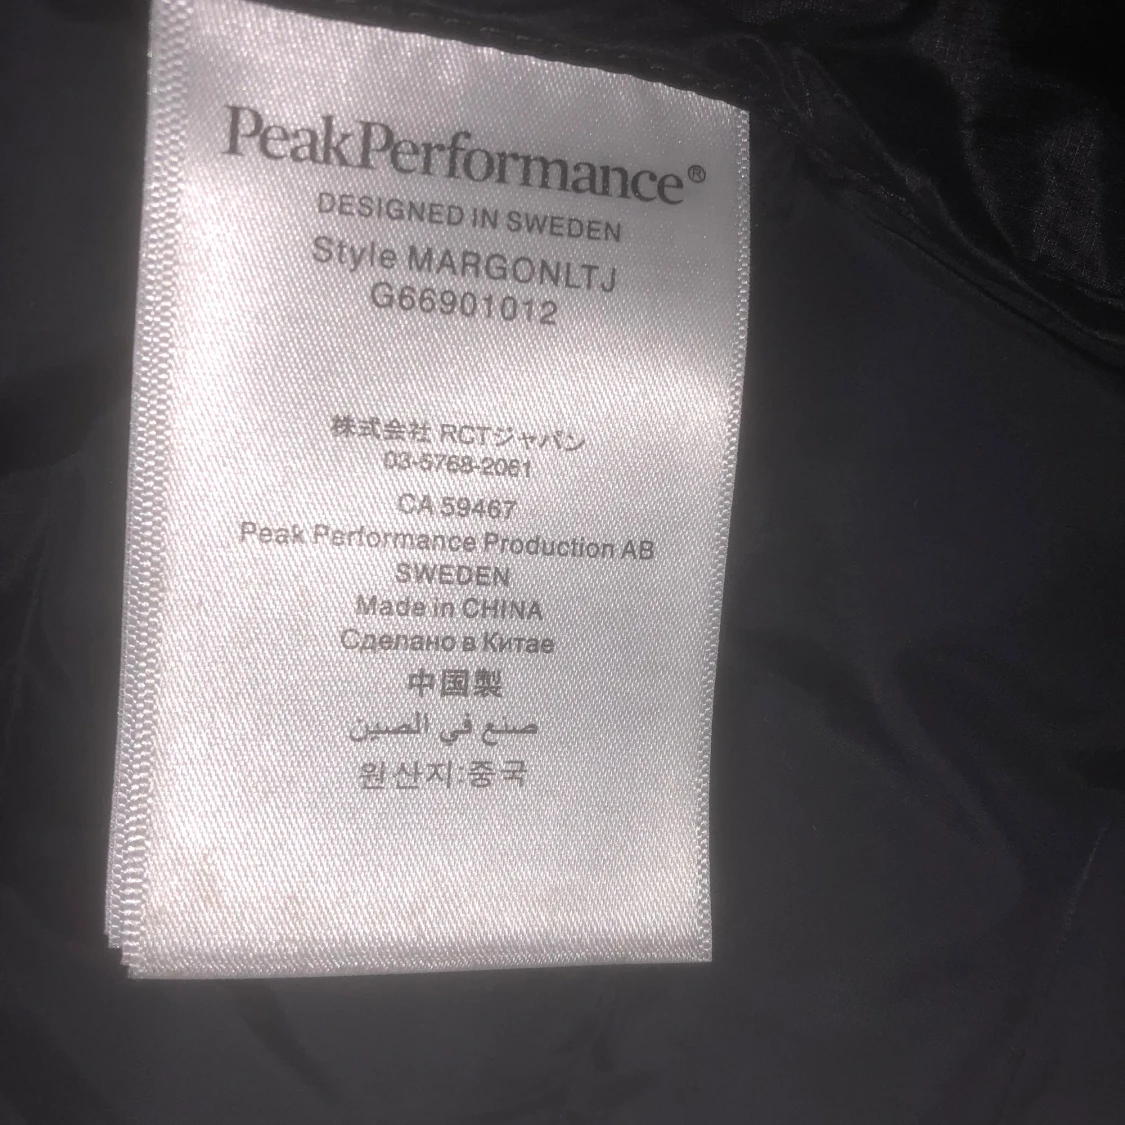 PeakPerformance®
DESIGNED IN SWEDEN
Style MARGONLTJ
G66901012
株式会社 RCTジャパン
03-5768-2061
CA 59467
Peak Performance Production AB
SWEDEN
Made in CHINA
Сделано в Китае
中国製
صنع في الصين
원산지:중국